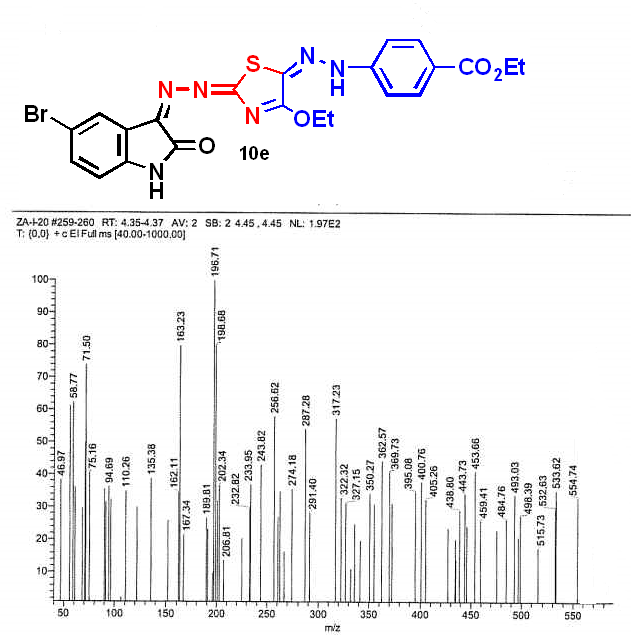 S
N
N
H
N
N
N
Br
O
N
H
OEt
CO2Et
10e
ZA-I-20 #259-260 RT: 4.35-4.37 AV: 2 SB: 2 4.45 , 4.45 NL: 1.97E2
T: {0,0} + c EI Full ms [40.00-1000.00]
100
90
80
70
60
50
40
30
20
10
46.97
58.77
71.50
75.16
94.69
110.26
135.38
162.11
163.23
167.34
189.81
196.71
198.68
202.34
206.81
232.82
233.95
243.82
256.62
274.18
287.28
291.40
317.23
322.32
327.15
350.27
362.57
369.73
395.08
400.76
405.26
438.80
443.73
453.66
459.41
484.76
493.03
498.39
515.73
532.63
533.62
554.74
50 100 150 200 250 300 350 400 450 500 550
m/z